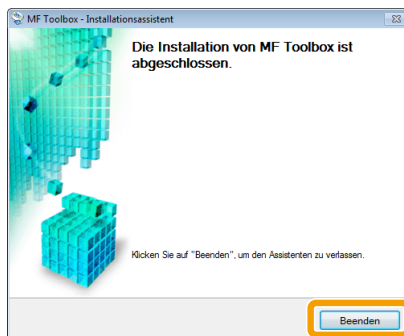 MF Toolbox - Installationsassistent
Die Installation von MF Toolbox ist
abgeschlossen.
Klicken Sie auf "Beenden", um den Assistenten zu verlassen.
Beenden